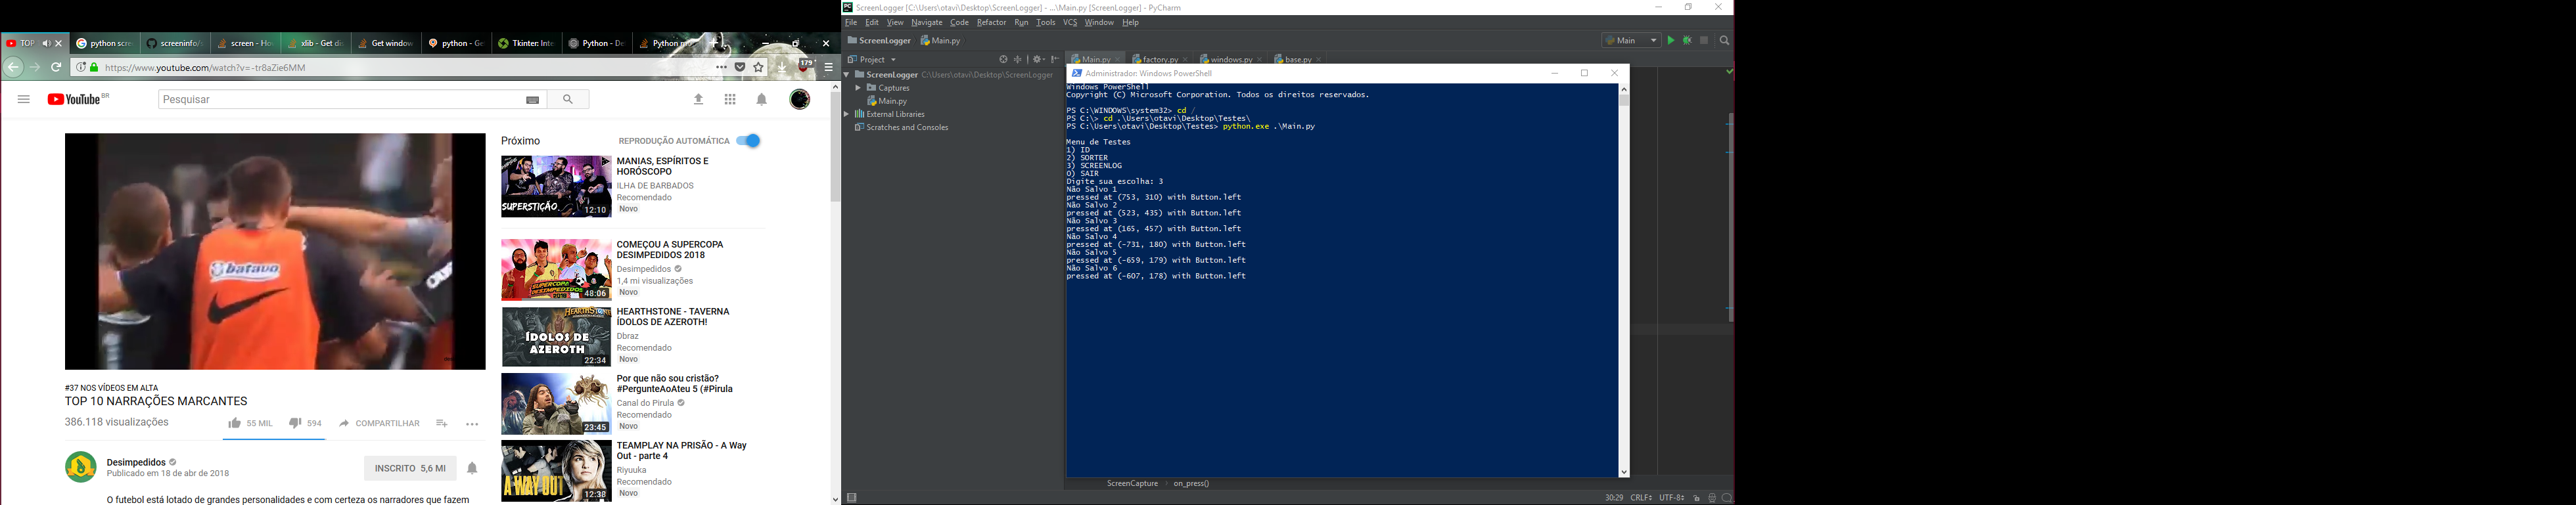 TOP
python scre
screeninfo/s
screen - Ho
xlib - Get dis
Get window
python - Ge
Tkinter: Inte
Python - De
Python m
https://www.youtube.com/watch?v=-tr8aZie6MM
179
YouTube BR
Pesquisar
Próximo
REPRODUÇÃO AUTOMÁTICA
batavo
SUPERSTIÇÃO
12:10
MANIAS, ESPÍRITOS E
HORÓSCOPO
ILHA DE BARBADOS
Recomendado
Novo
SUPERCOPA
DESIMPEDIDOS
48:06
COMEÇOU A SUPERCOPA
DESIMPEDIDOS 2018
Desimpedidos
1,4 mi visualizações
Novo
HEARTHSTONE
ÍDOLOS DE
AZEROTH
22:34
HEARTHSTONE - TAVERNA
ÍDOLOS DE AZEROTH!
Dbraz
Recomendado
Novo
23:45
Por que não sou cristão?
#PergunteAoAteu 5 (#Pirula
Canal do Pirula
Recomendado
Novo
A WAY OUT
12:38
TEAMPLAY NA PRISÃO - A Way
Out - parte 4
Riyuuka
Recomendado
Novo
#37 NOS VÍDEOS EM ALTA
TOP 10 NARRAÇÕES MARCANTES
386.118 visualizações
55 MIL
594
COMPARTILHAR
Desimpedidos
Publicado em 18 de abr de 2018
INSCRITO 5,6 MI
O futebol está lotado de grandes personalidades e com certeza os narradores que fazem
PC
ScreenLogger [C:\Users\otavi\Desktop\ScreenLogger] - ...\Main.py [ScreenLogger] - PyCharm
File Edit View Navigate Code Refactor Run Tools VCS Window Help
ScreenLogger
Main.py
Main
Project
Main.py
factory.py
windows.py
base.py
ScreenLogger C:\Users\otavi\Desktop\ScreenLogger
Captures
Main.py
External Libraries
Scratches and Consoles
Administrador: Windows PowerShell
Windows PowerShell
Copyright (C) Microsoft Corporation. Todos os direitos reservados.
PS C:\WINDOWS\system32> cd /
PS C:\> cd .\Users\otavi\Desktop\Testes\
PS C:\Users\otavi\Desktop\Testes> python.exe .\Main.py
Menu de Testes
1) ID
2) SORTER
3) SCREENLOG
0) SAIR
Digite sua escolha: 3
Não Salvo 1
pressed at (753, 310) with Button.left
Não Salvo 2
pressed at (523, 435) with Button.left
Não Salvo 3
pressed at (165, 457) with Button.left
Não Salvo 4
pressed at (-731, 180) with Button.left
Não Salvo 5
pressed at (-659, 179) with Button.left
Não Salvo 6
pressed at (-607, 178) with Button.left
ScreenCapture
on_press()
30:29 CRLF UTF-8